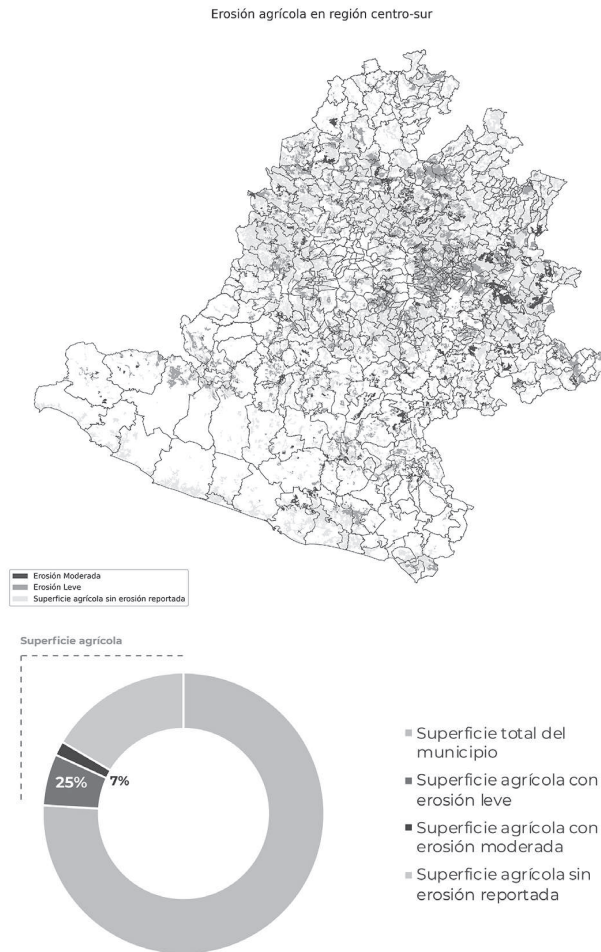 Erosión agrícola en región centro-sur
Erosión Moderada
Erosión Leve
Superficie agrícola sin erosión reportada
Superficie agrícola
25%
7%
Superficie total del
municipio
Superficie agrícola con
erosión leve
Superficie agrícola con
erosión moderada
Superficie agrícola sin
erosión reportada